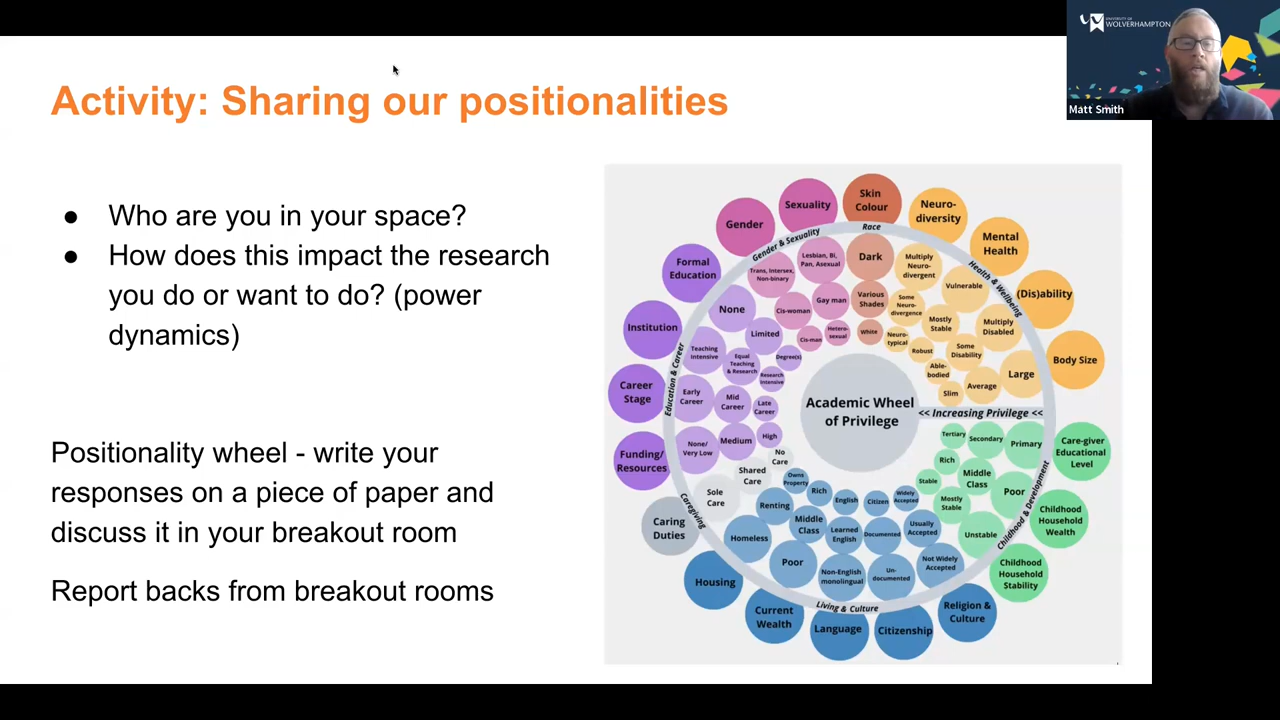 UNIVERSITY OF
WOLVERHAMPTON
Matt Smith
Activity: Sharing our positionalities
● Who are you in your space?
● How does this impact the research
you do or want to do? (power
dynamics)
Positionality wheel - write your
responses on a piece of paper and
discuss it in your breakout room
Report backs from breakout rooms
Academic Wheel
of Privilege
<< Increasing Privilege <<
Race
Skin
Colour
Dark
Various
Shades
White
Health & Wellbeing
Neuro-
diversity
Multiply
Neuro-
divergent
Some
Neuro-
divergence
Neuro-
typical
Mental
Health
Vulnerable
Mostly
Stable
Robust
(Dis)ability
Multiply
Disabled
Some
Disability
Able-
bodied
Body Size
Large
Average
Slim
Childhood & Development
Care-giver
Educational
Level
Primary
Secondary
Tertiary
Childhood
Household
Wealth
Poor
Middle
Class
Rich
Childhood
Household
Stability
Unstable
Mostly
Stable
Stable
Living & Culture
Religion &
Culture
Not Widely
Accepted
Usually
Accepted
Widely
Accepted
Citizenship
Un-
documented
Documented
Citizen
Language
Non-English
monolingual
Learned
English
English
Current
Wealth
Poor
Middle
Class
Rich
Housing
Homeless
Renting
Owns
Property
Caregiving
Caring
Duties
Sole
Care
Shared
Care
No
Care
Education & Career
Funding/
Resources
None/
Very Low
Medium
High
Career
Stage
Early
Career
Mid
Career
Late
Career
Institution
Teaching
Intensive
Equal
Teaching
& Research
Research
Intensive
Formal
Education
None
Limited
Degree(s)
Gender & Sexuality
Gender
Trans, Intersex,
Non-binary
Cis-woman
Cis-man
Sexuality
Lesbian, Bi,
Pan, Asexual
Gay man
Hetero-
sexual